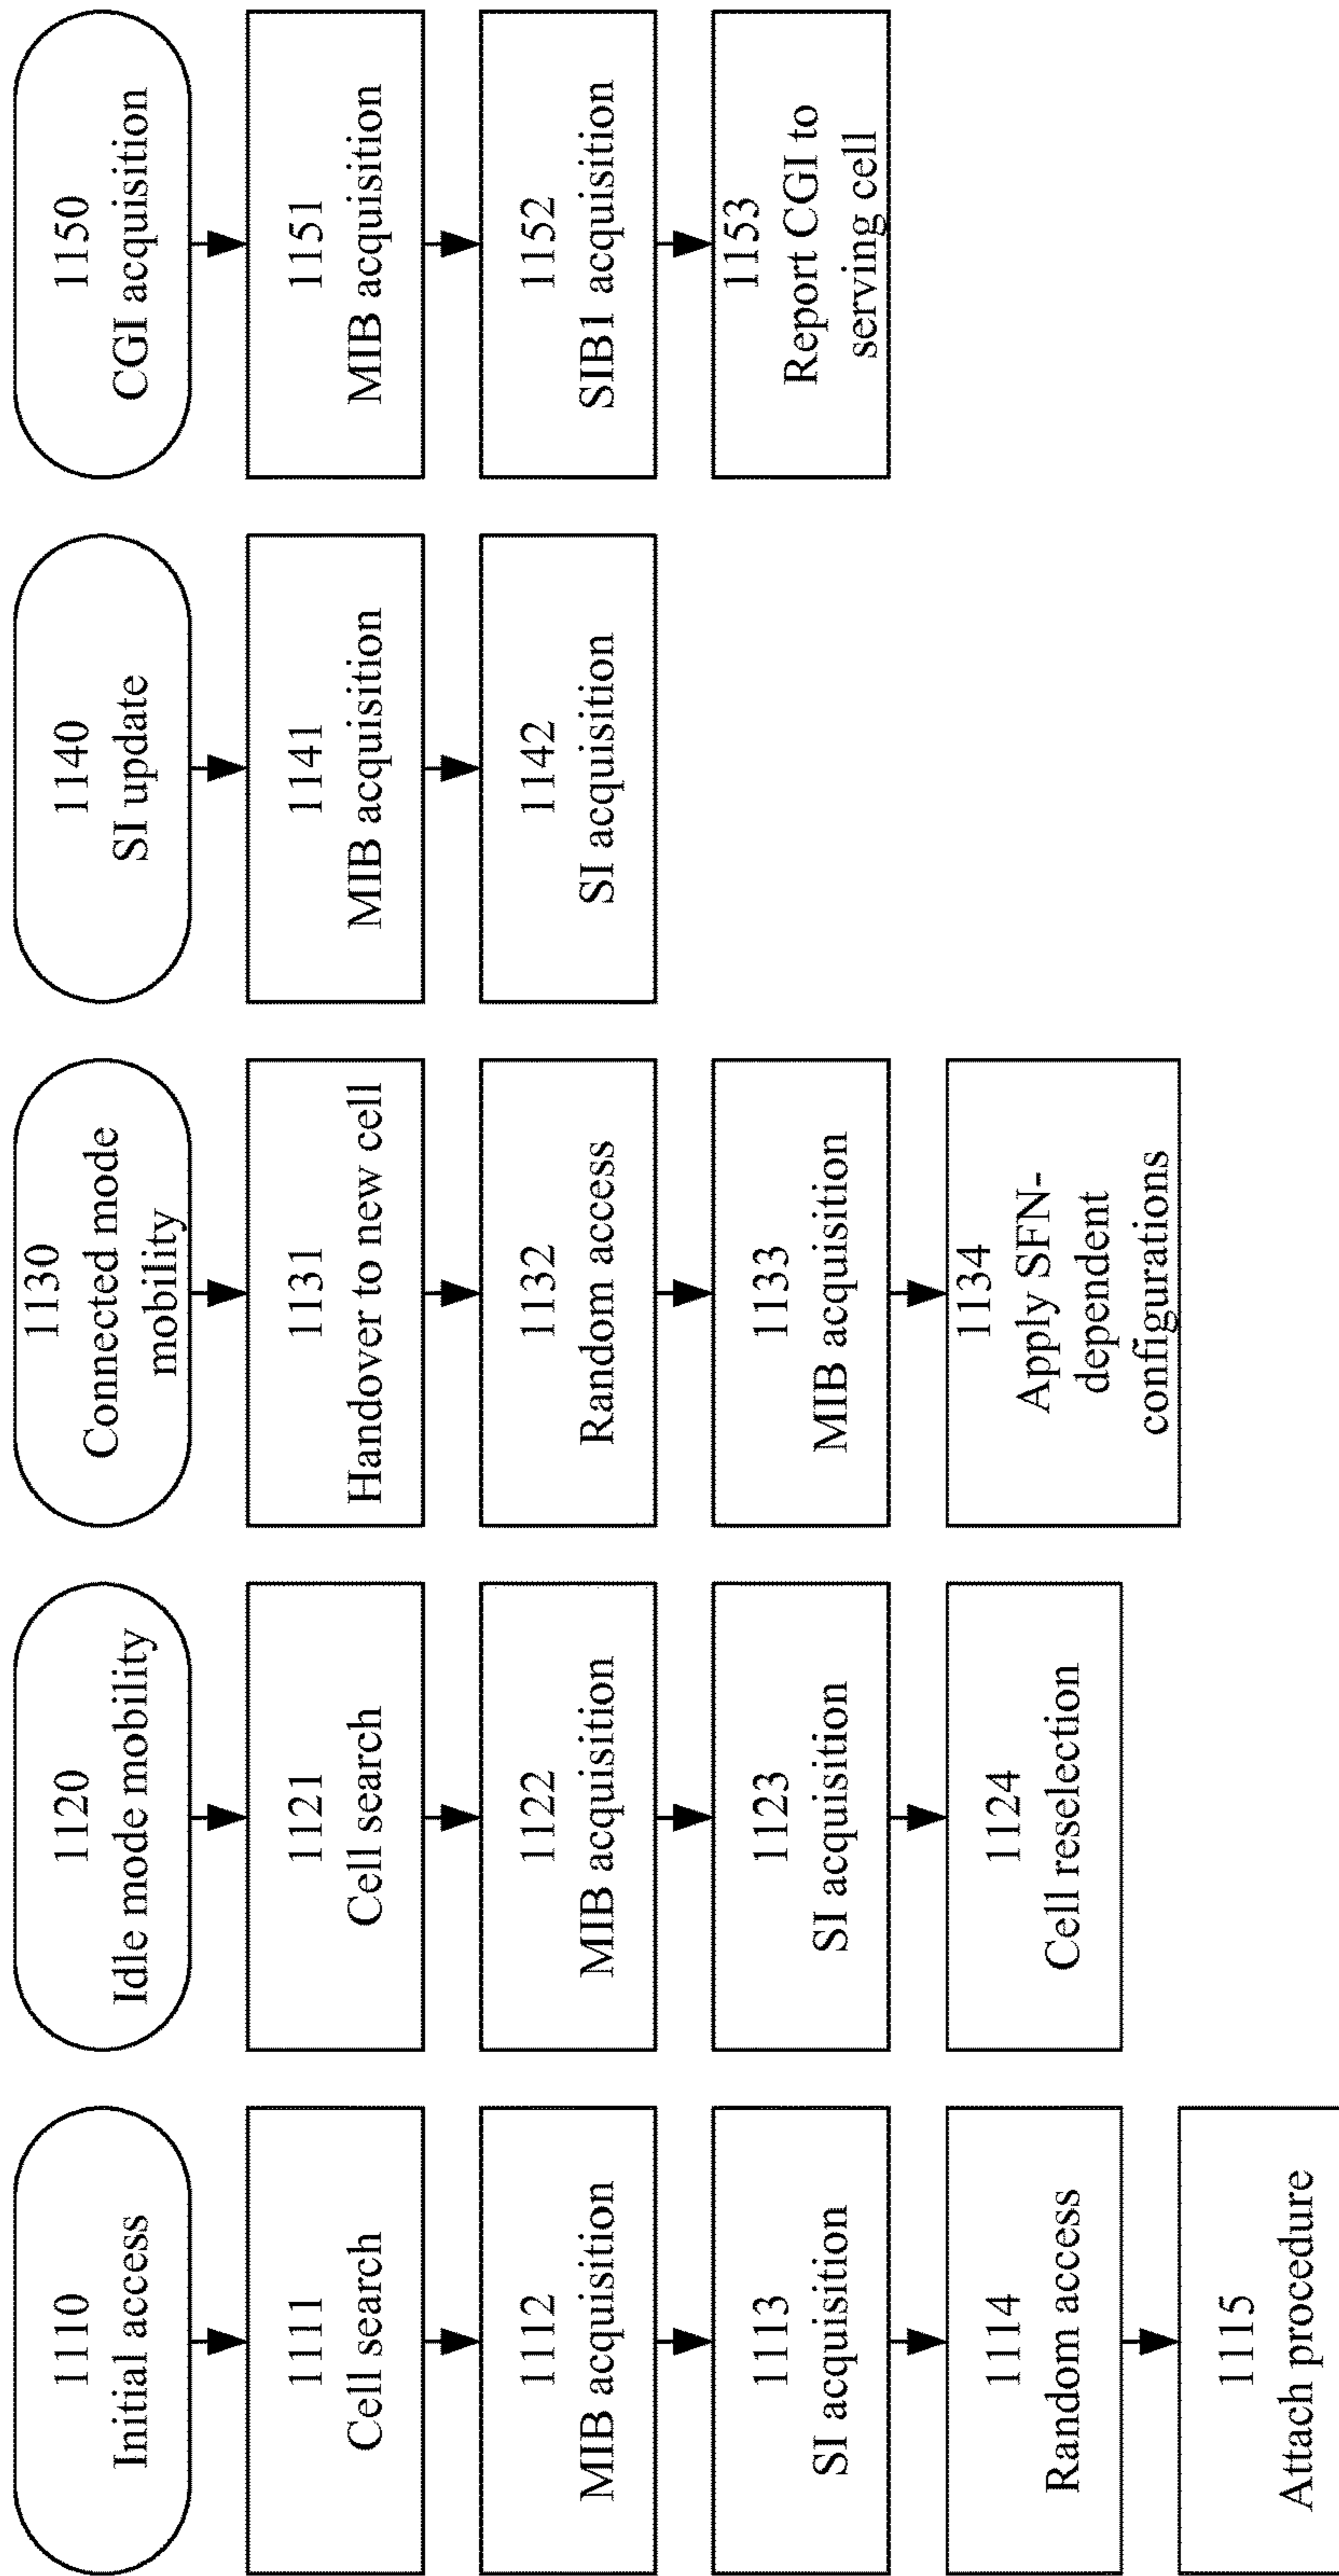 1110
Initial access
1111
Cell search
1112
MIB acquisition
1113
SI acquisition
1114
Random access
1115
Attach procedure
1120
Idle mode mobility
1121
Cell search
1122
MIB acquisition
1123
SI acquisition
1124
Cell reselection
1130
Connected mode
mobility
1131
Handover to new cell
1132
Random access
1133
MIB acquisition
1134
Apply SFN-
dependent
configurations
1140
SI update
1141
MIB acquisition
1142
SI acquisition
1150
CGI acquisition
1151
MIB acquisition
1152
SIB1 acquisition
1153
Report CGI to
serving cell